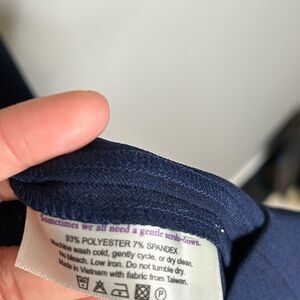 Sometimes we all need a gentle scrub-down.
93% POLYESTER 7% SPANDEX
Machine wash cold, gently cycle, or dry clean.
No bleach. Low iron. Do not tumble dry.
Made in Vietnam with fabric from Taiwan.